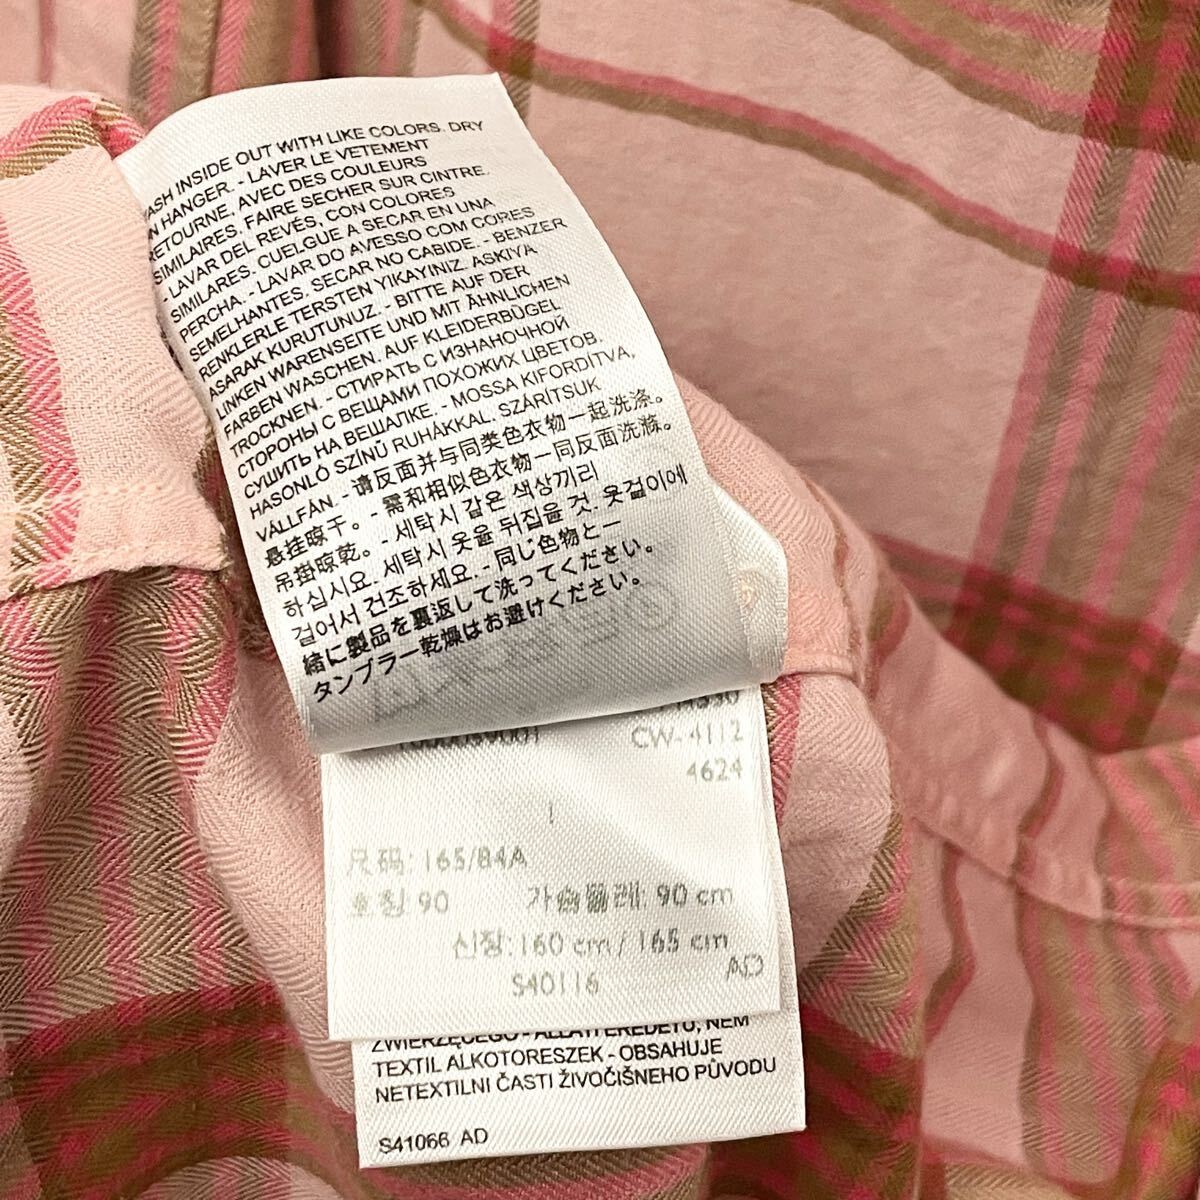 WASH INSIDE OUT WITH LIKE COLORS. DRY
ON HANGER. - LAVER LE VETEMENT
RETOURNE, AVEC DES COULEURS
SIMILAIRES. FAIRE SECHER SUR CINTRE.
- LAVAR DEL REVÉS, CON COLORES
SIMILARES. CUELGUE A SECAR EN UNA
PERCHA. - LAVAR DO AVESSO COM CORES
SEMELHANTES. SECAR NO CABIDE. - BENZER
RENKLERLE TERSTEN YIKAYINIZ. ASKIYA
ASARAK KURUTUNUZ. - BITTE AUF DER
LINKEN WARENSEITE UND MIT ÄHNLICHEN
FARBEN WASCHEN. AUF KLEIDERBÜGEL
TROCKNEN. - СТИРАТЬ С ИЗНАНОЧНОЙ
СТОРОНЫ С ВЕЩАМИ ПОХОЖИХ ЦВЕТОВ.
СУШИТЬ НА ВЕШАЛКЕ. - MOSSA KIFORDÍTVA,
HASONLÓ SZÍNŰ RUHÁKKAL. SZÁRÍTSUK
VÁLLFÁN. - 请反面并与同类色衣物一起洗涤。
悬挂晾干。- 需和相似色衣物一同反面洗滌。
吊掛晾乾。- 세탁시 같은 색상끼리
하십시요. 세탁시 옷을 뒤집을 것. 옷걸이에
걸어서 건조하세요. - 同じ色物と一
緒に製品を裏返して洗ってください。
タンブラー乾燥はお避けください。
CW- 4112
4624
尺码: 165/84A
호칭 90 가슴둘레: 90 cm
신장: 160 cm / 165 cm
S40116
AD
ZWIERZĘCEGO - ÁLLATI EREDETŰ, NEM
TEXTIL ALKOTORESZEK - OBSAHUJE
NETEXTILNI ČASTI ŽIVOČIŠNEHO PŮVODU
S41066 AD